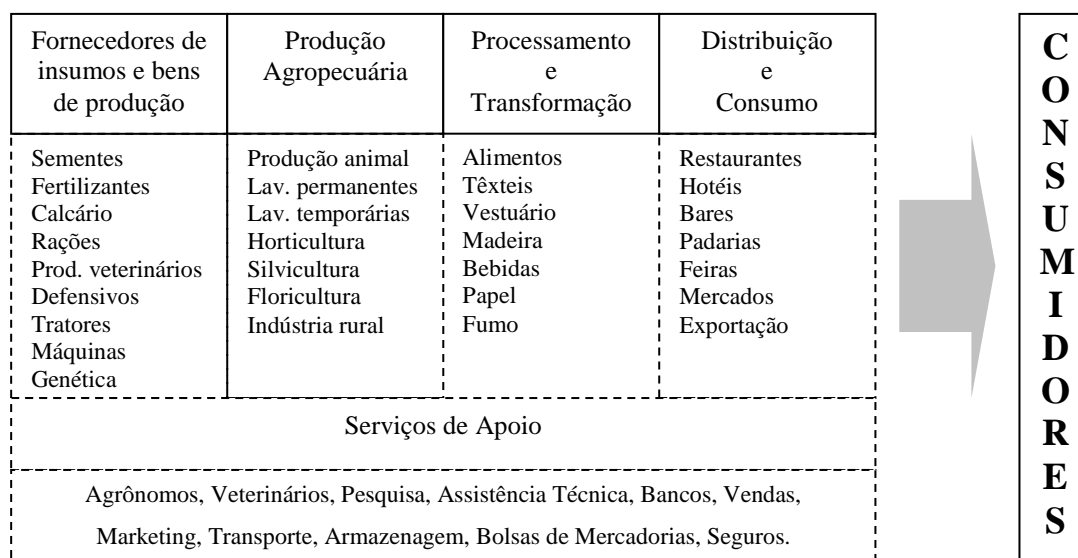 Fornecedores de
insumos e bens
de produção
Produção
Agropecuária
Processamento
e
Transformação
Distribuição
e
Consumo
Sementes
Fertilizantes
Calcário
Rações
Prod. veterinários
Defensivos
Tratores
Máquinas
Genética
Produção animal
Lav. permanentes
Lav. temporárias
Horticultura
Silvicultura
Floricultura
Indústria rural
Alimentos
Têxteis
Vestuário
Madeira
Bebidas
Papel
Fumo
Restaurantes
Hotéis
Bares
Padarias
Feiras
Mercados
Exportação
Serviços de Apoio
Agrônomos, Veterinários, Pesquisa, Assistência Técnica, Bancos, Vendas,
Marketing, Transporte, Armazenagem, Bolsas de Mercadorias, Seguros.
C
O
N
S
U
M
I
D
O
R
E
S